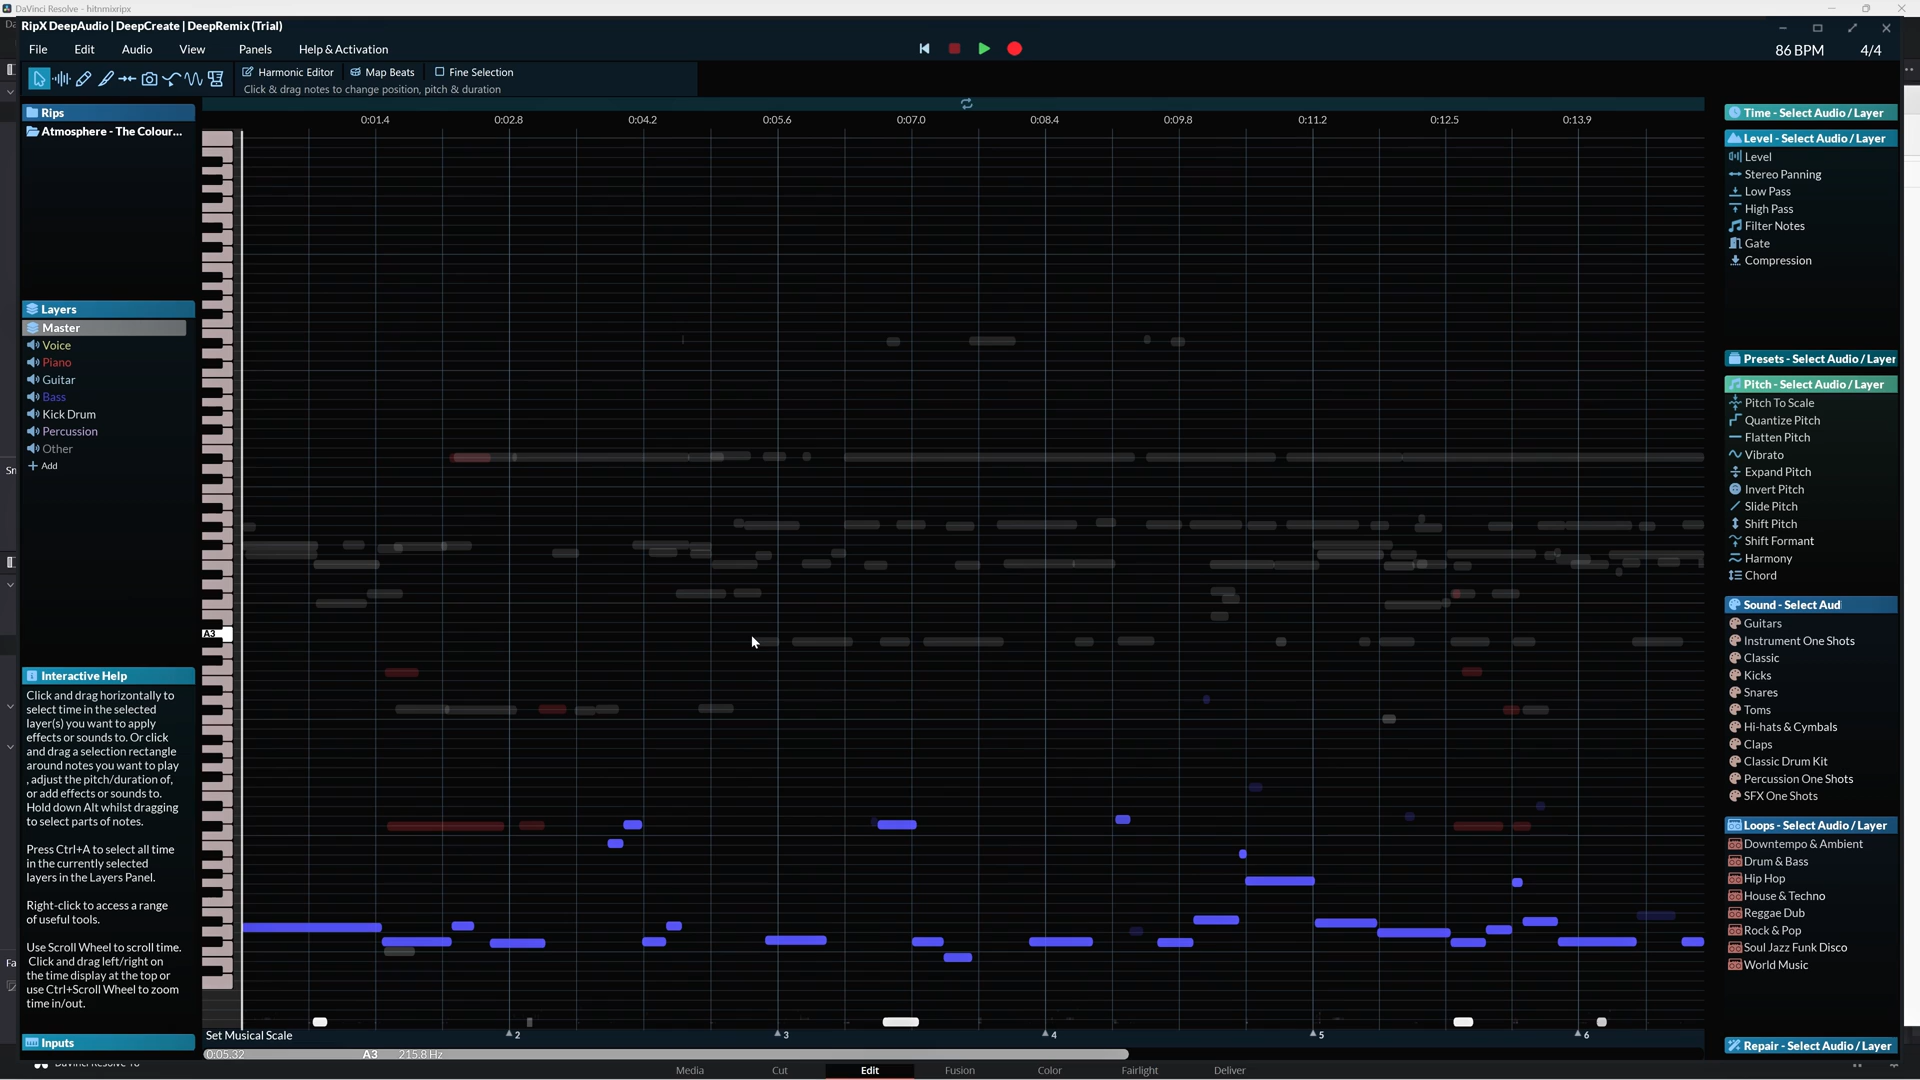 DaVinci Resolve - hitnmixripx
RipX DeepAudio | DeepCreate | DeepRemix (Trial)
File Edit Audio View Panels Help & Activation
86 BPM 4/4
Harmonic Editor Map Beats Fine Selection
Click & drag notes to change position, pitch & duration
Rips
Atmosphere - The Colour...
0:01.4 0:02.8 0:04.2 0:05.6 0:07.0 0:08.4 0:09.8 0:11.2 0:12.5 0:13.9
Layers
Master
Voice
Piano
Guitar
Bass
Kick Drum
Percussion
Other
Add
Interactive Help
Click and drag horizontally to
select time in the selected
layer(s) you want to apply
effects or sounds to. Or click
and drag a selection rectangle
around notes you want to play
, adjust the pitch/duration of,
or add effects or sounds to.
Hold down Alt whilst dragging
to select parts of notes.
Press Ctrl+A to select all time
in the currently selected
layers in the Layers Panel.
Right-click to access a range
of useful tools.
Use Scroll Wheel to scroll time.
Click and drag left/right on
the time display at the top or
use Ctrl+Scroll Wheel to zoom
time in/out.
Inputs
A3
Set Musical Scale
2 3 4 5 6
0:05.32 A3 215.8 Hz
Time - Select Audio / Layer
Level - Select Audio / Layer
Level
Stereo Panning
Low Pass
High Pass
Filter Notes
Gate
Compression
Presets - Select Audio / Layer
Pitch - Select Audio / Layer
Pitch To Scale
Quantize Pitch
Flatten Pitch
Vibrato
Expand Pitch
Invert Pitch
Slide Pitch
Shift Pitch
Shift Formant
Harmony
Chord
Sound - Select Aud
Guitars
Instrument One Shots
Classic
Kicks
Snares
Toms
Hi-hats & Cymbals
Claps
Classic Drum Kit
Percussion One Shots
SFX One Shots
Loops - Select Audio / Layer
Downtempo & Ambient
Drum & Bass
Hip Hop
House & Techno
Reggae Dub
Rock & Pop
Soul Jazz Funk Disco
World Music
Repair - Select Audio / Layer
Media Cut Edit Fusion Color Fairlight Deliver